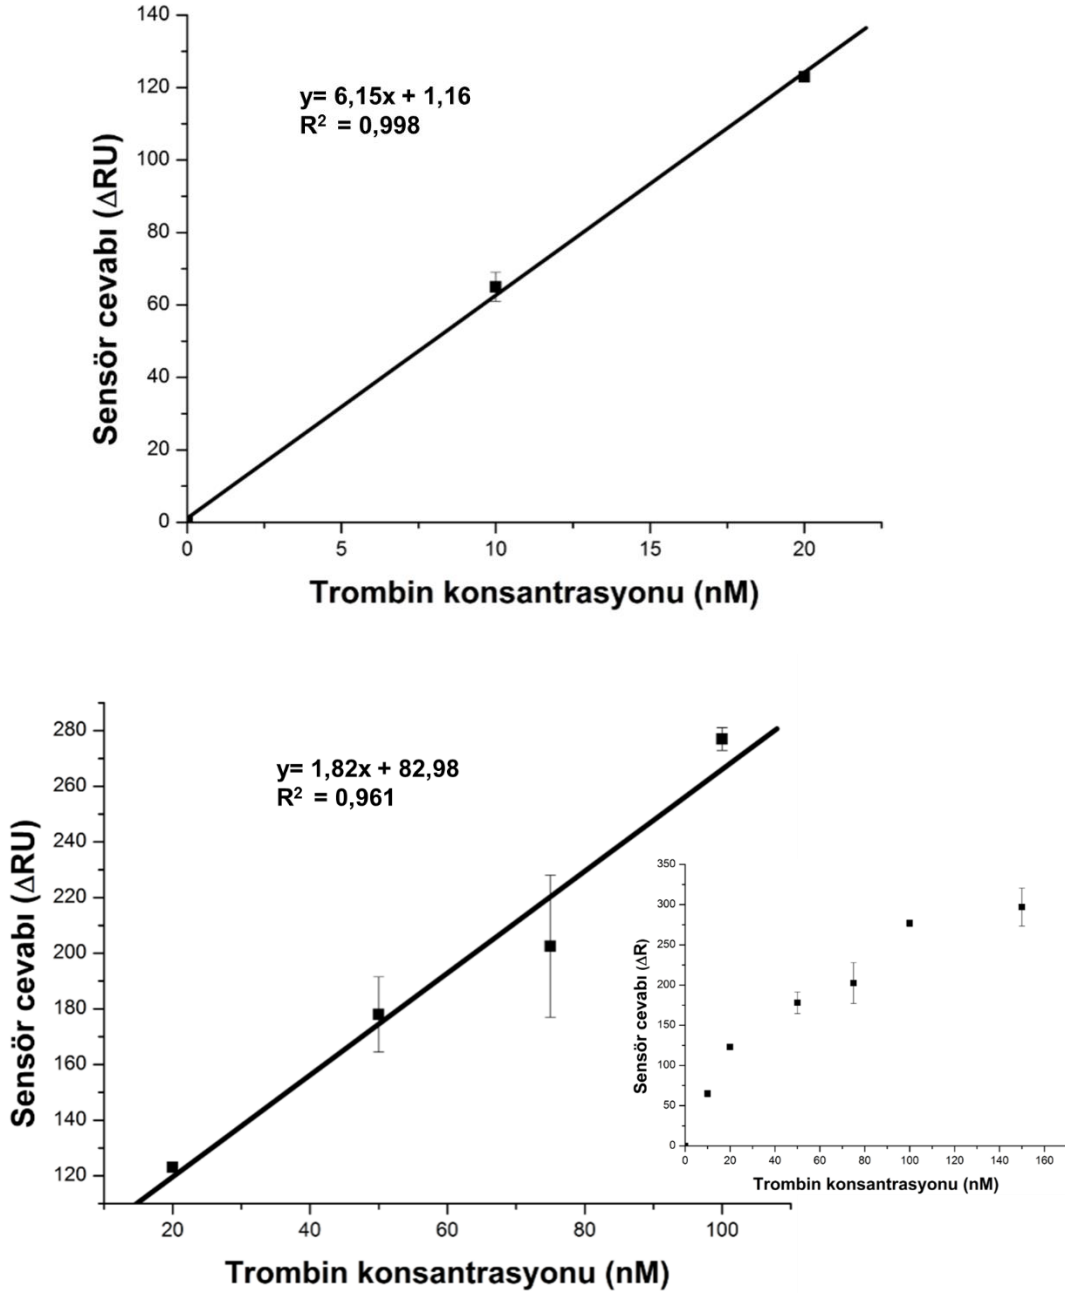 140
120
100
80
60
40
20
0
Sensör cevabı (ΔRU)
y= 6,15x + 1,16
R² = 0,998
0 5 10 15 20
Trombin konsantrasyonu (nM)
280
260
240
220
200
180
160
140
120
Sensör cevabı (ΔRU)
y= 1,82x + 82,98
R² = 0,961
20 40 60 80 100
Trombin konsantrasyonu (nM)
350
300
250
200
150
100
50
0
Sensör cevabı (ΔR)
0 20 40 60 80 100 120 140 160
Trombin konsantrasyonu (nM)